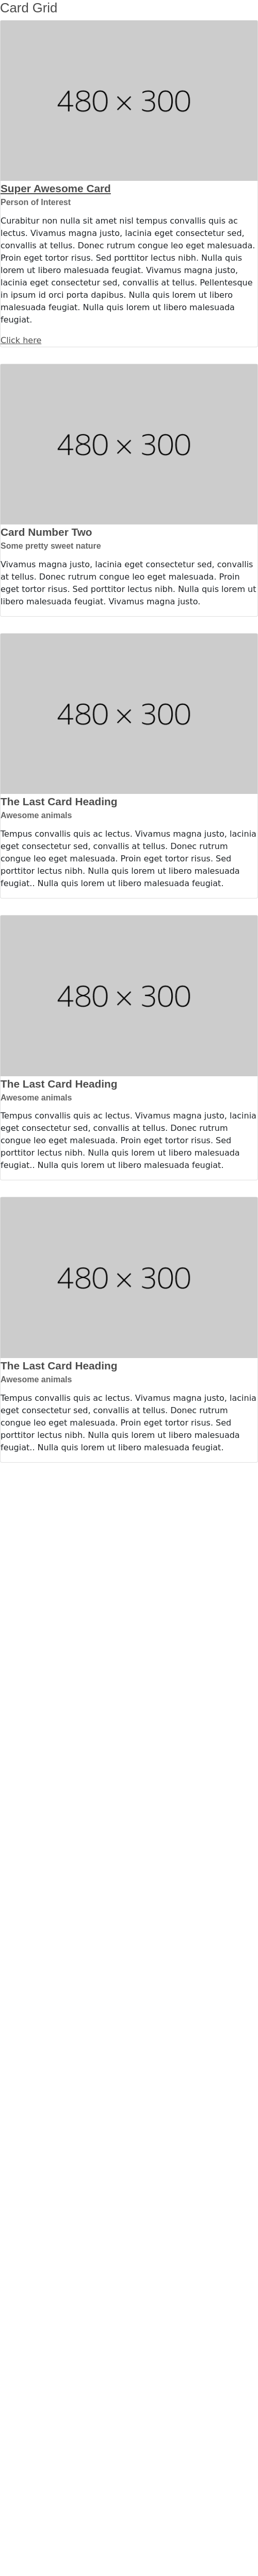 Card Grid
480 × 300
Super Awesome Card
Person of Interest
Curabitur non nulla sit amet nisl tempus convallis quis ac
lectus. Vivamus magna justo, lacinia eget consectetur sed,
convallis at tellus. Donec rutrum congue leo eget malesuada.
Proin eget tortor risus. Sed porttitor lectus nibh. Nulla quis
lorem ut libero malesuada feugiat. Vivamus magna justo,
lacinia eget consectetur sed, convallis at tellus. Pellentesque
in ipsum id orci porta dapibus. Nulla quis lorem ut libero
malesuada feugiat. Nulla quis lorem ut libero malesuada
feugiat.
Click here
480 × 300
Card Number Two
Some pretty sweet nature
Vivamus magna justo, lacinia eget consectetur sed, convallis
at tellus. Donec rutrum congue leo eget malesuada. Proin
eget tortor risus. Sed porttitor lectus nibh. Nulla quis lorem ut
libero malesuada feugiat. Vivamus magna justo.
480 × 300
The Last Card Heading
Awesome animals
Tempus convallis quis ac lectus. Vivamus magna justo, lacinia
eget consectetur sed, convallis at tellus. Donec rutrum
congue leo eget malesuada. Proin eget tortor risus. Sed
porttitor lectus nibh. Nulla quis lorem ut libero malesuada
feugiat.. Nulla quis lorem ut libero malesuada feugiat.
480 × 300
The Last Card Heading
Awesome animals
Tempus convallis quis ac lectus. Vivamus magna justo, lacinia
eget consectetur sed, convallis at tellus. Donec rutrum
congue leo eget malesuada. Proin eget tortor risus. Sed
porttitor lectus nibh. Nulla quis lorem ut libero malesuada
feugiat.. Nulla quis lorem ut libero malesuada feugiat.
480 × 300
The Last Card Heading
Awesome animals
Tempus convallis quis ac lectus. Vivamus magna justo, lacinia
eget consectetur sed, convallis at tellus. Donec rutrum
congue leo eget malesuada. Proin eget tortor risus. Sed
porttitor lectus nibh. Nulla quis lorem ut libero malesuada
feugiat.. Nulla quis lorem ut libero malesuada feugiat.